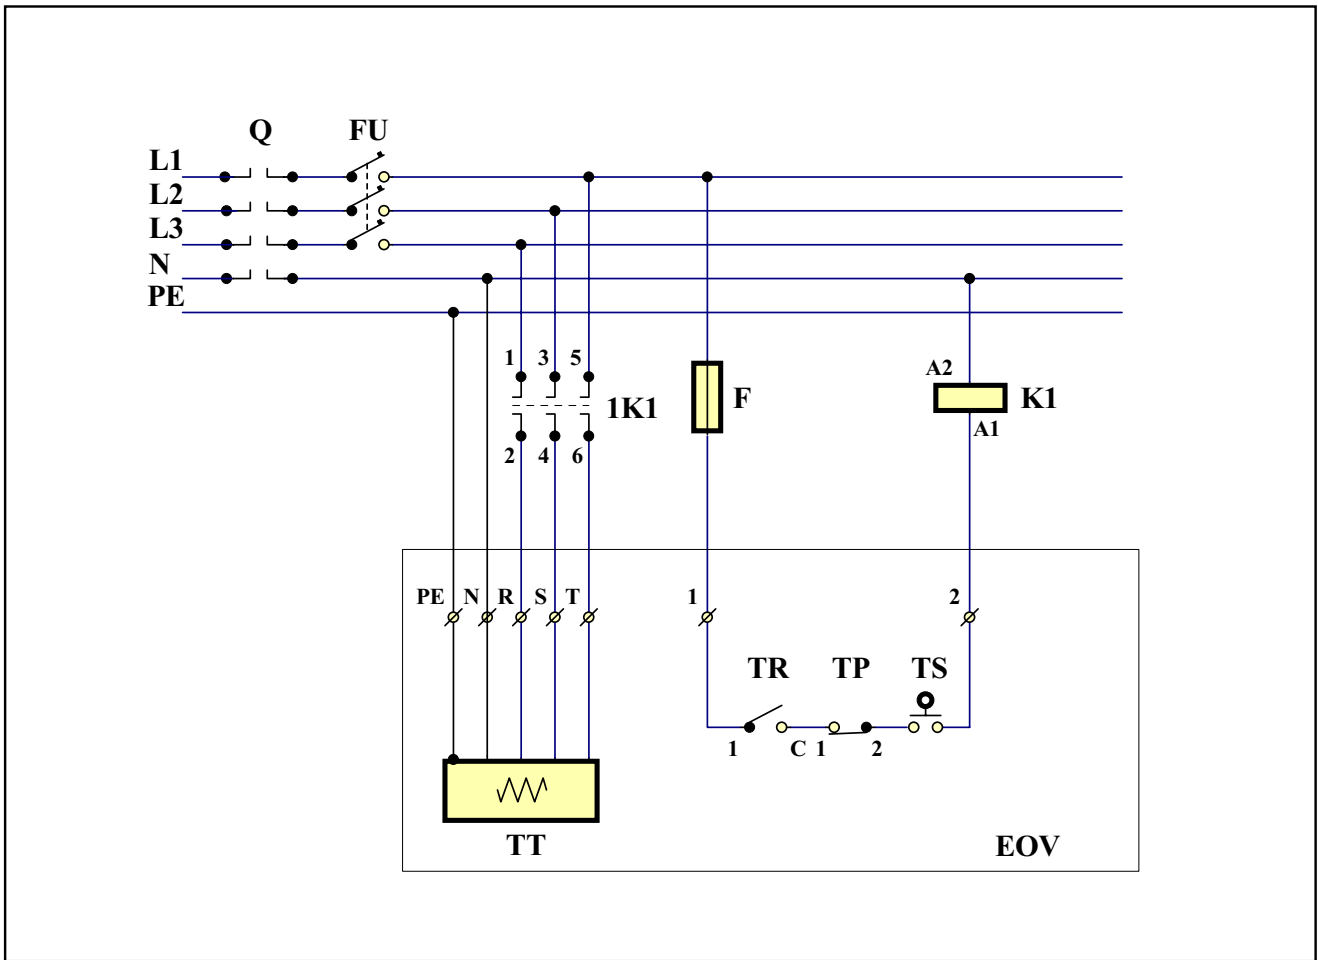 Q FU
L1
L2
L3
N
PE
1 3 5
1K1
2 4 6
F
A2
K1
A1
PE N R S T 1 2
TR TP TS
1 C 1 2
TT
EOV